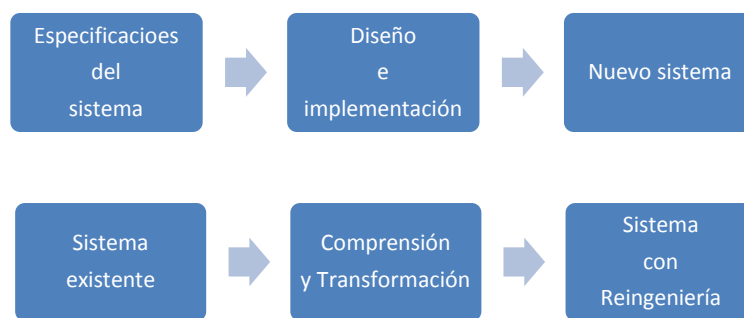 Especificacioes
del
sistema
Diseño
e
implementación
Nuevo sistema
Sistema
existente
Comprensión
y Transformación
Sistema
con
Reingeniería